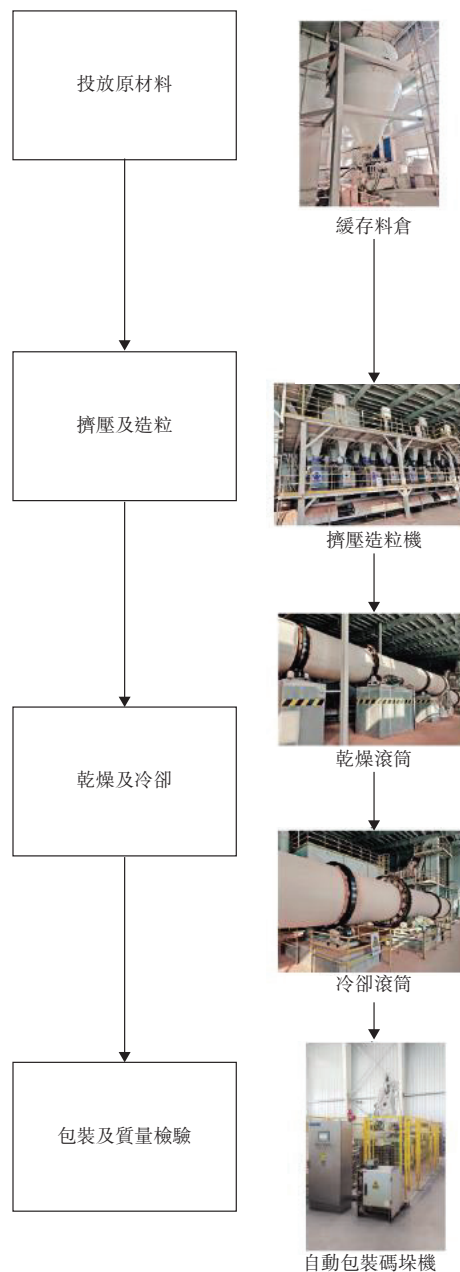 投放原材料
緩存料倉
擠壓及造粒
擠壓造粒機
乾燥滾筒
乾燥及冷卻
冷卻滾筒
包裝及質量檢驗
自動包裝碼垛機